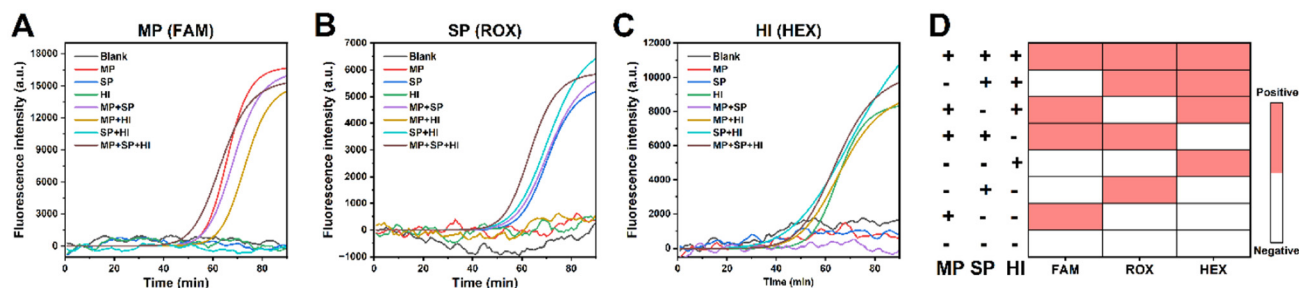 A
MP (FAM)
Fluorescence intensity (a.u.)
18000
15000
12000
9000
6000
3000
0
Blank
MP
SP
HI
MP+SP
MP+HI
SP+HI
MP+SP+HI
0 20 40 60 80
Time (min)
B
SP (ROX)
Fluorescence intensity (a.u.)
7000
6000
5000
4000
3000
2000
1000
0
−1000
Blank
MP
SP
HI
MP+SP
MP+HI
SP+HI
MP+SP+HI
0 20 40 60 80
Time (min)
C
HI (HEX)
Fluorescence intensity (a.u.)
12000
10000
8000
6000
4000
2000
0
Blank
MP
SP
HI
MP+SP
MP+HI
SP+HI
MP+SP+HI
0 20 40 60 80
Time (min)
D
+ + +
- + +
+ - +
+ + -
- - +
- + -
+ - -
- - -
MP SP HI
FAM ROX HEX
Positive
Negative